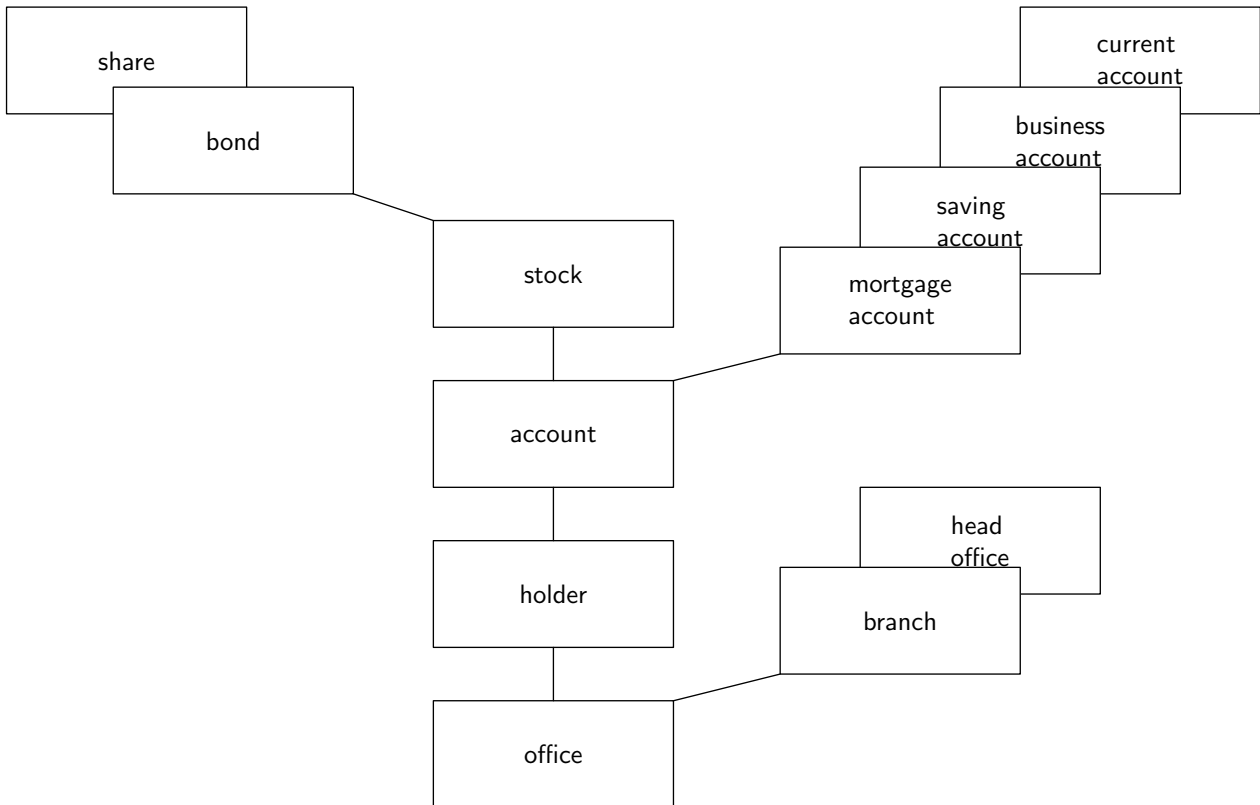 share
current
account
bond
business
account
saving
account
stock
mortgage
account
account
head
office
holder
branch
office